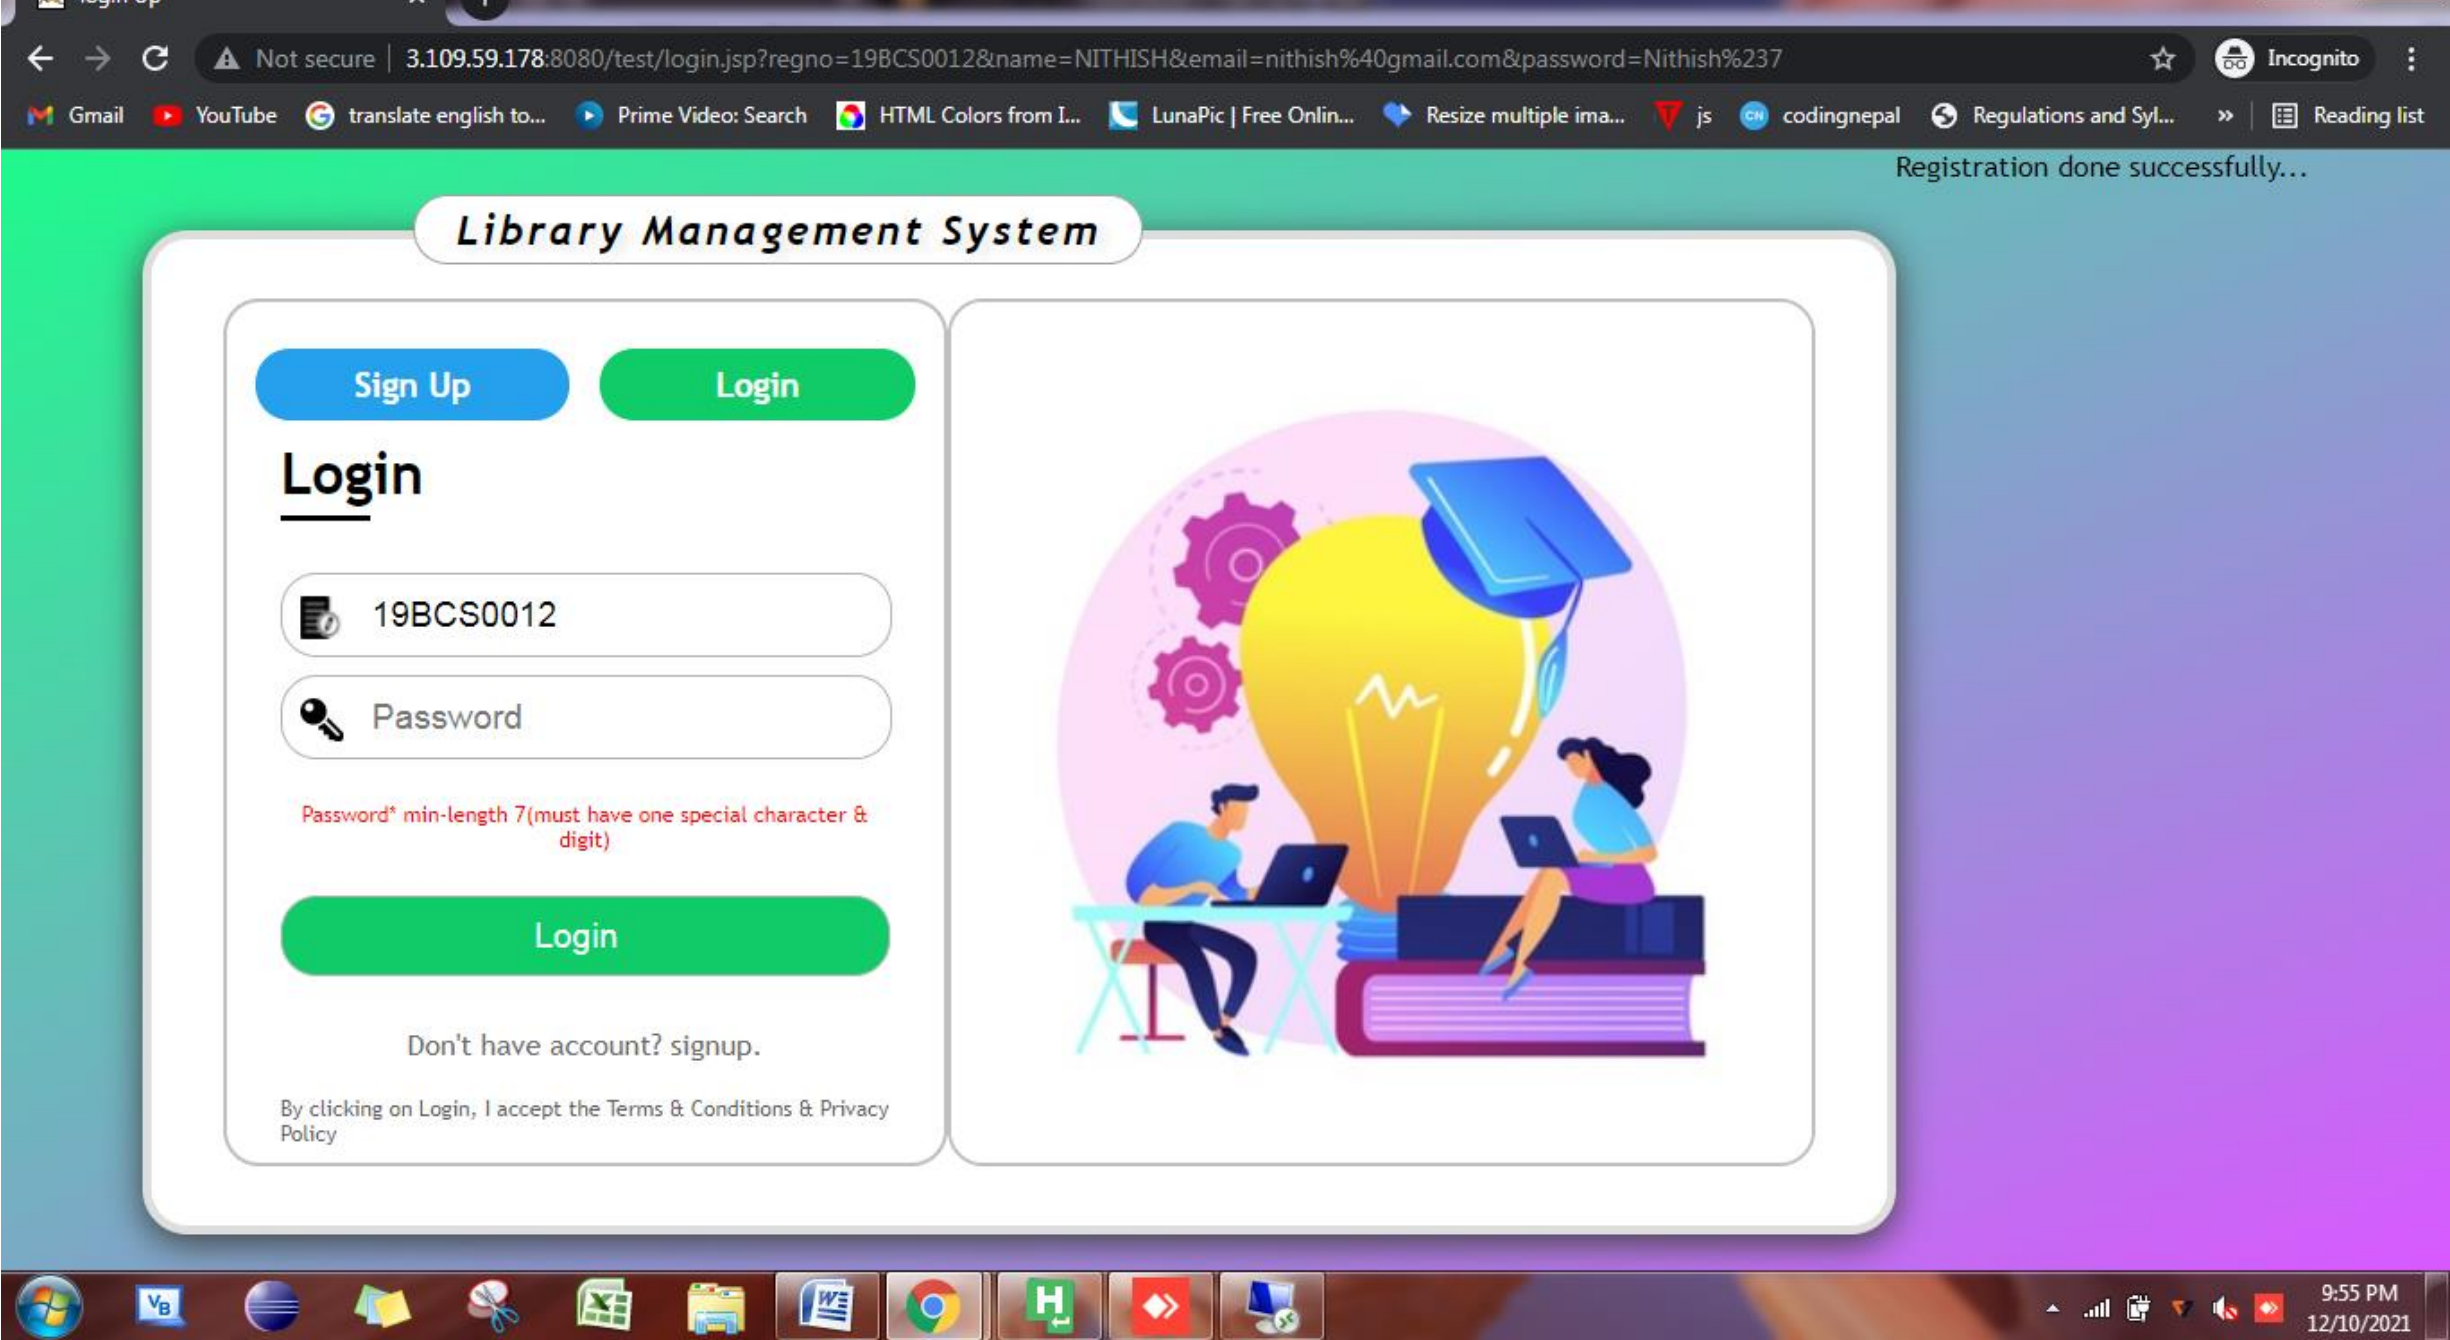 Not secure | 3.109.59.178:8080/test/login.jsp?regno=19BCS0012&name=NITHISH&email=nithish%40gmail.com&password=Nithish%237
Incognito
Gmail YouTube translate english to... Prime Video: Search HTML Colors from I... LunaPic | Free Onlin... Resize multiple ima... js CN codingnepal Regulations and Syl... » Reading list
Registration done successfully...
Library Management System
Sign Up Login
Login
19BCS0012
Password
Password* min-length 7(must have one special character &
digit)
Login
Don't have account? signup.
By clicking on Login, I accept the Terms & Conditions & Privacy
Policy
VB
W
H
9:55 PM
12/10/2021